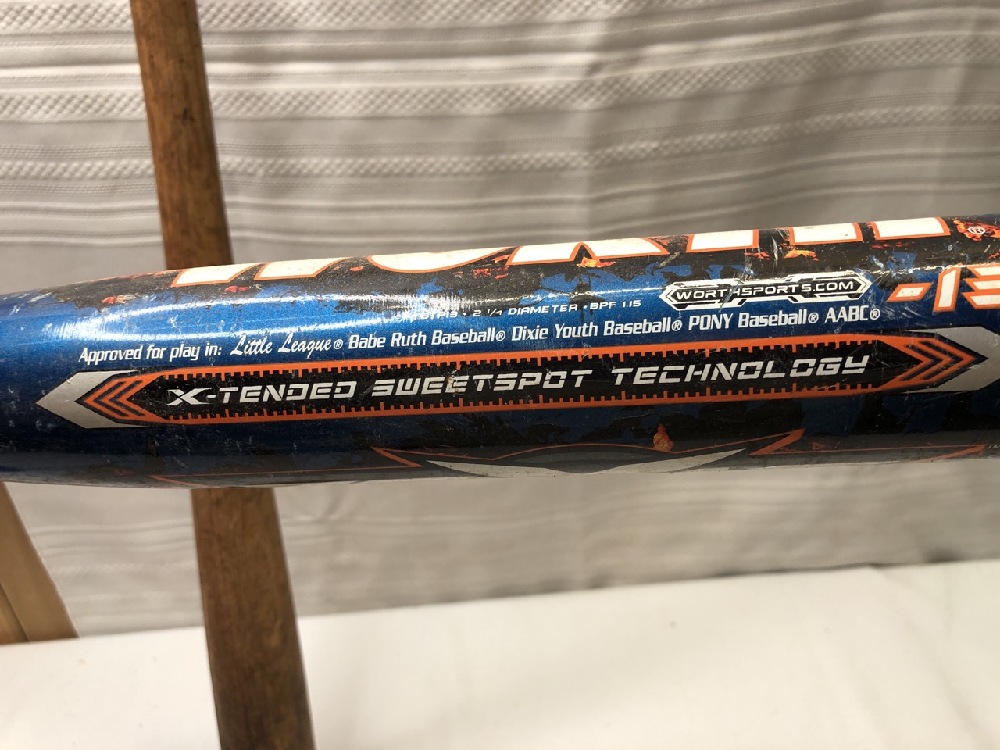 WORTH
®
WORTHSPORTS.COM
-13
2 1/4 DIAMETER • BPF 1.15
Approved for play in: Little League® Babe Ruth Baseball® Dixie Youth Baseball® PONY Baseball® AABC®
X-TENDED SWEETSPOT TECHNOLOGY